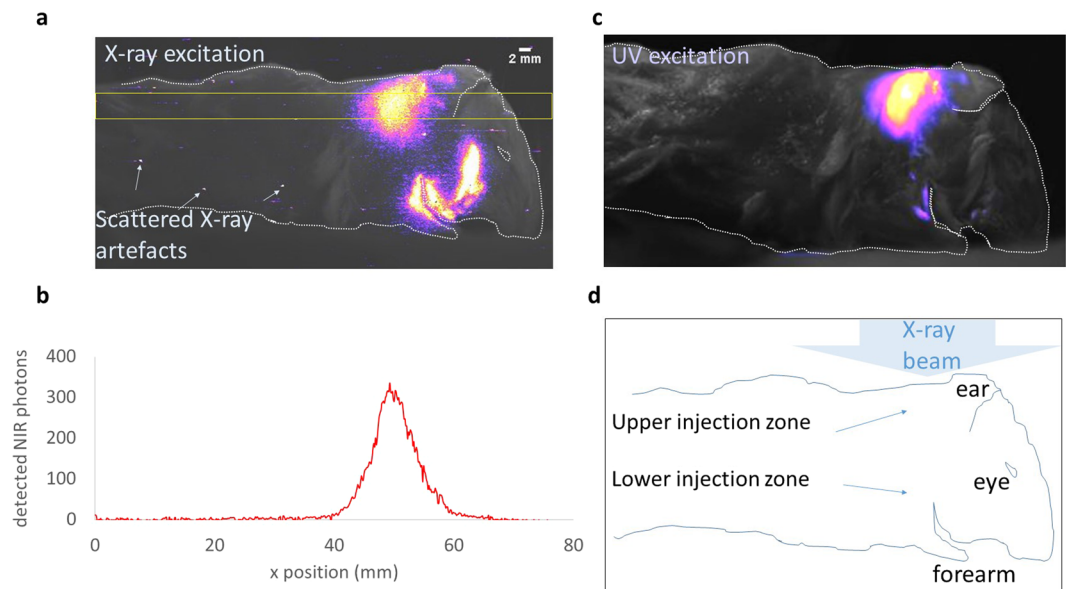 a
X-ray excitation
2 mm
Scattered X-ray
artefacts
c
UV excitation
b
detected NIR photons
400
300
200
100
0
0
20
40
60
80
x position (mm)
d
X-ray
beam
ear
Upper injection zone
Lower injection zone
eye
forearm